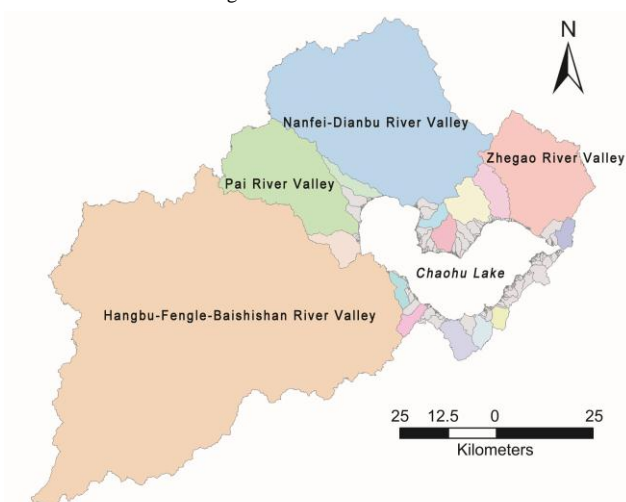 N
Nanfei-Dianbu River Valley
Zhegao River Valley
Pai River Valley
Chaohu Lake
Hangbu-Fengle-Baishishan River Valley
25 12.5 0 25
Kilometers